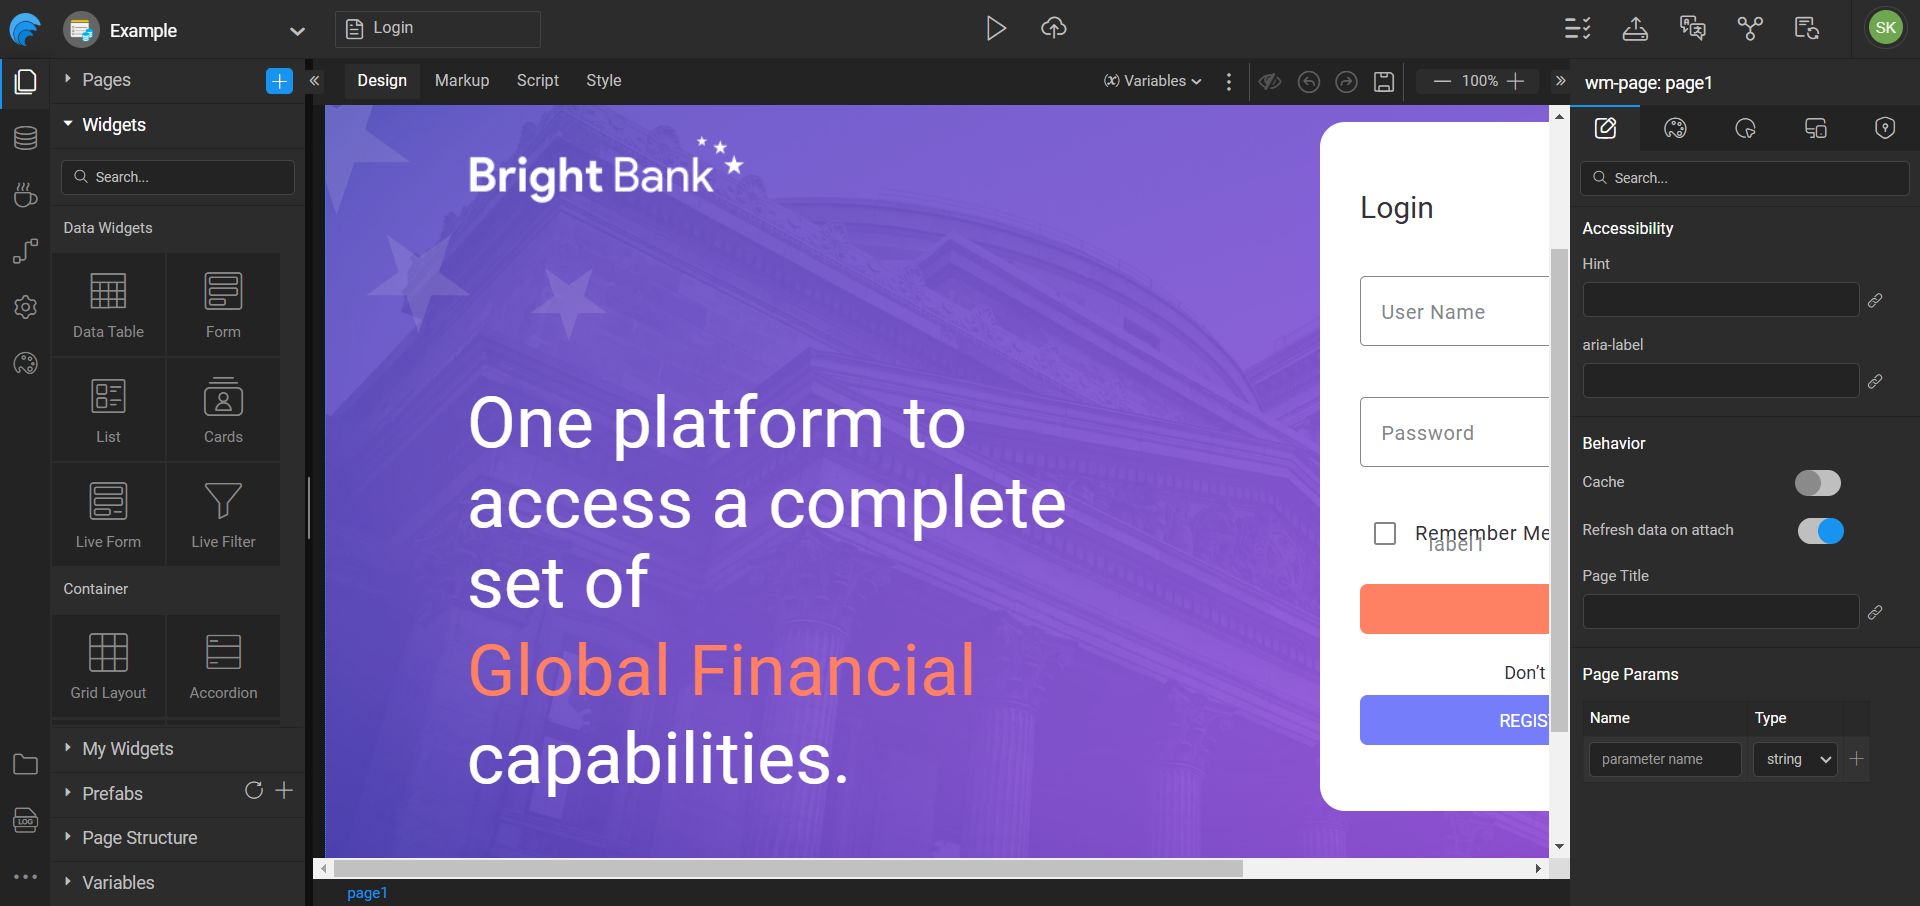 Example
Login
SK
Pages
Design
Markup
Script
Style
(x) Variables
100%
wm-page: page1
Widgets
Search...
Data Widgets
Data Table
Form
List
Cards
Live Form
Live Filter
Container
Grid Layout
Accordion
My Widgets
Prefabs
Page Structure
Variables
LOG
Bright Bank
One platform to
access a complete
set of
Global Financial
capabilities.
Login
User Name
Password
Remember Me
label1
Don't
REGIS
page1
Search...
Accessibility
Hint
aria-label
Behavior
Cache
Refresh data on attach
Page Title
Page Params
Name
Type
parameter name
string